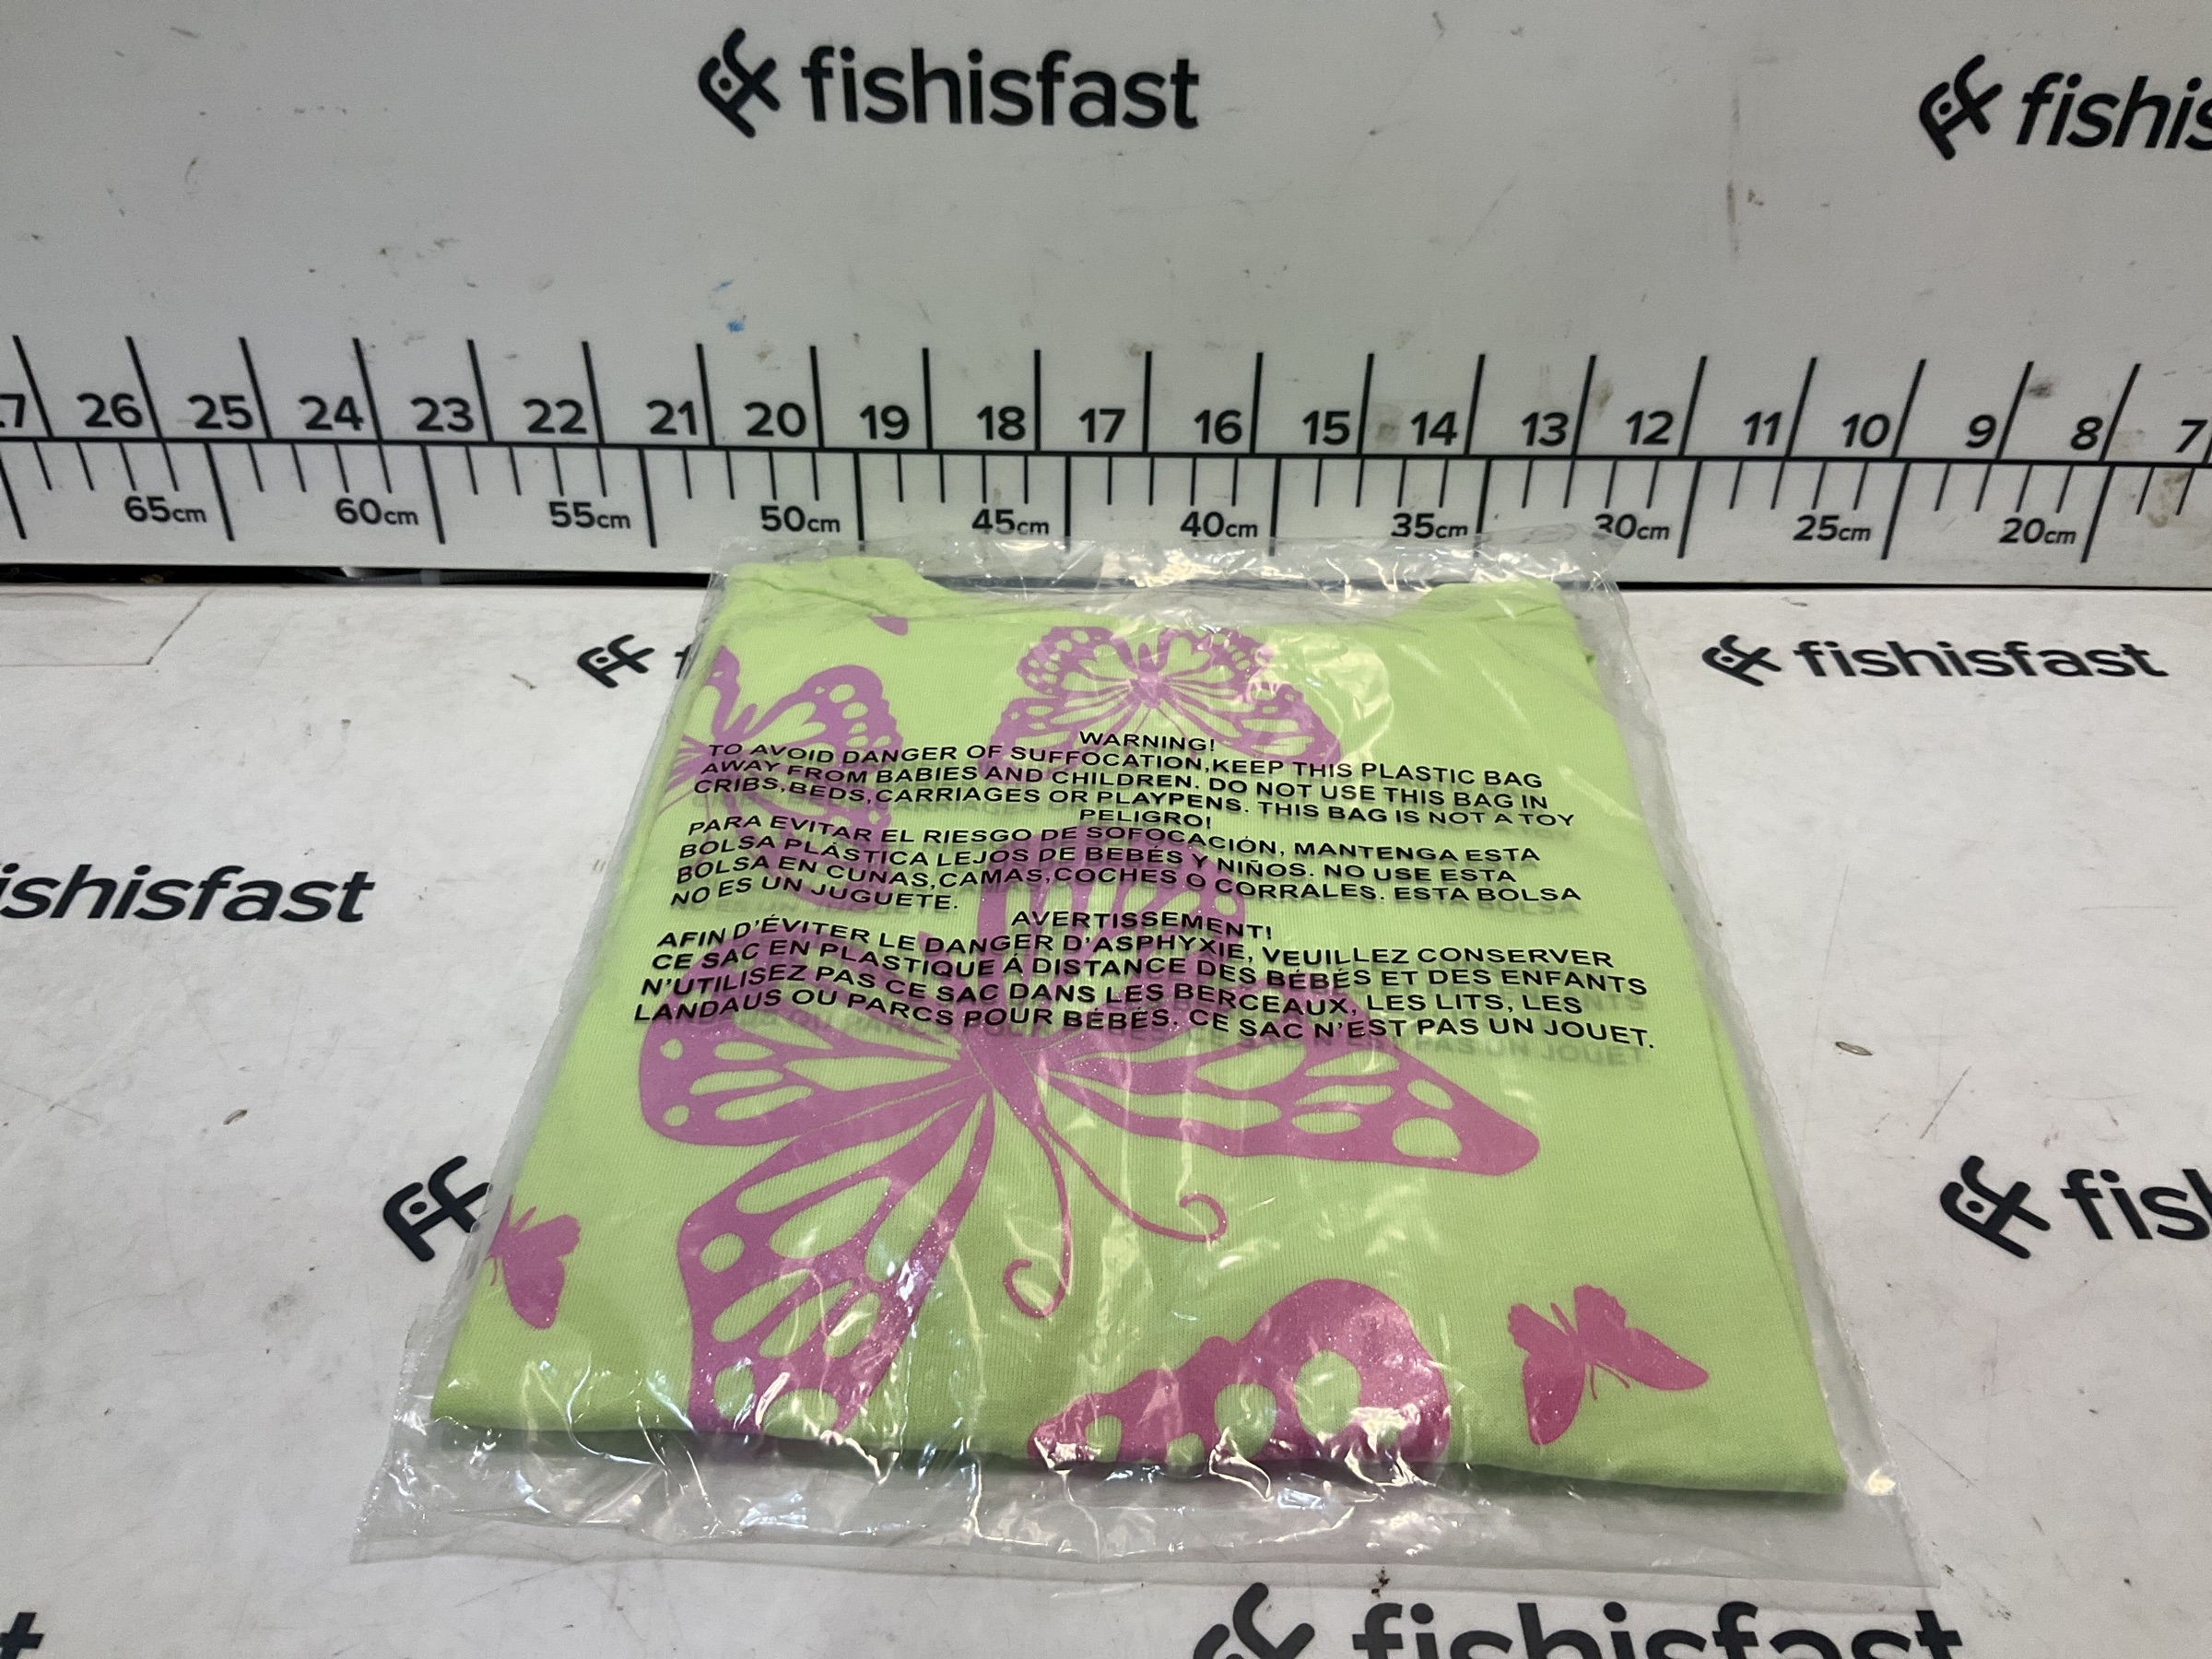 fishisfast
fishis
26 25 24 23 22 21 20 19 18 17 16 15 14 13 12 11 10 9 8 7
65cm 60cm 55cm 50cm 45cm 40cm 35cm 30cm 25cm 20cm
fishisfast
WARNING!
TO AVOID DANGER OF SUFFOCATION,KEEP THIS PLASTIC BAG
AWAY FROM BABIES AND CHILDREN. DO NOT USE THIS BAG IN
CRIBS,BEDS,CARRIAGES OR PLAYPENS. THIS BAG IS NOT A TOY
PELIGRO!
PARA EVITAR EL RIESGO DE SOFOCACIÓN, MANTENGA ESTA
BOLSA PLÁSTICA LEJOS DE BEBÉS Y NIÑOS. NO USE ESTA
BOLSA EN CUNAS,CAMAS,COCHES O CORRALES. ESTA BOLSA
NO ES UN JUGUETE.
AVERTISSEMENT!
AFIN D'ÉVITER LE DANGER D'ASPHYXIE, VEUILLEZ CONSERVER
CE SAC EN PLASTIQUE Á DISTANCE DES BÉBÉS ET DES ENFANTS
N'UTILISEZ PAS CE SAC DANS LES BERCEAUX, LES LITS, LES
LANDAUS OU PARCS POUR BÉBÉS. CE SAC N'EST PAS UN JOUET.
ishisfast
fis
fishisfast